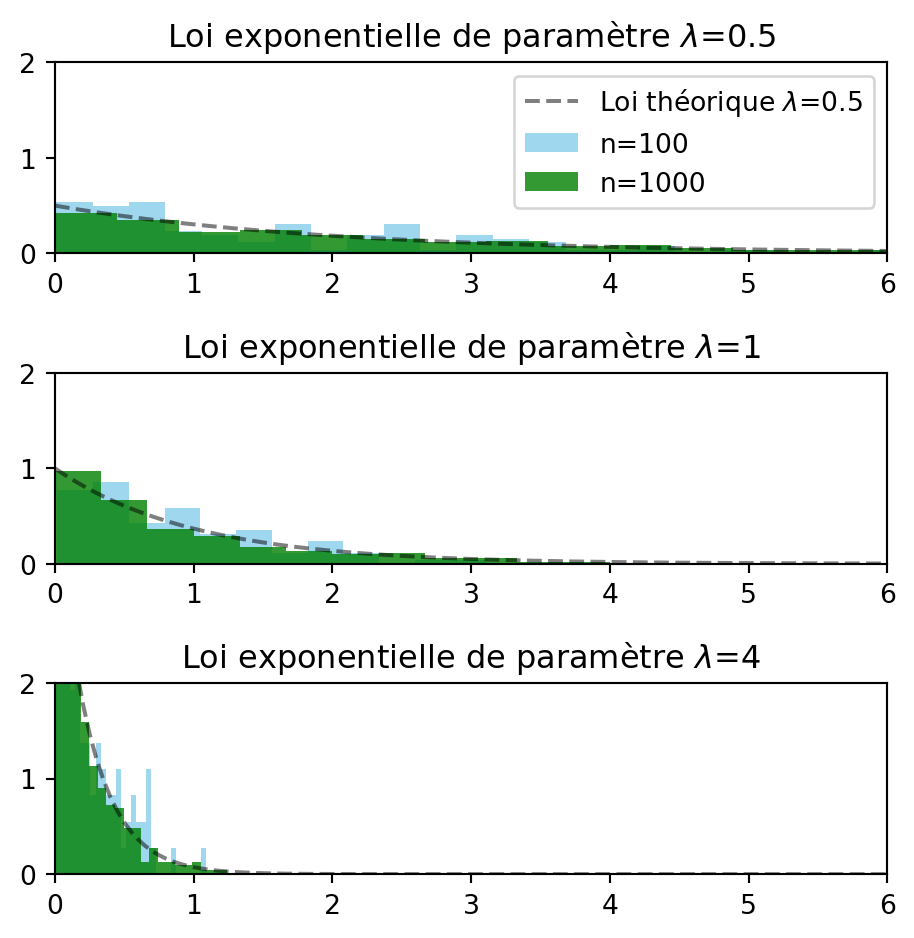 Loi exponentielle de paramètre λ=0.5
2
Loi théorique λ=0.5
n=100
n=1000
1
0
0 1 2 3 4 5 6
Loi exponentielle de paramètre λ=1
2
1
0
0 1 2 3 4 5 6
Loi exponentielle de paramètre λ=4
2
1
0
0 1 2 3 4 5 6